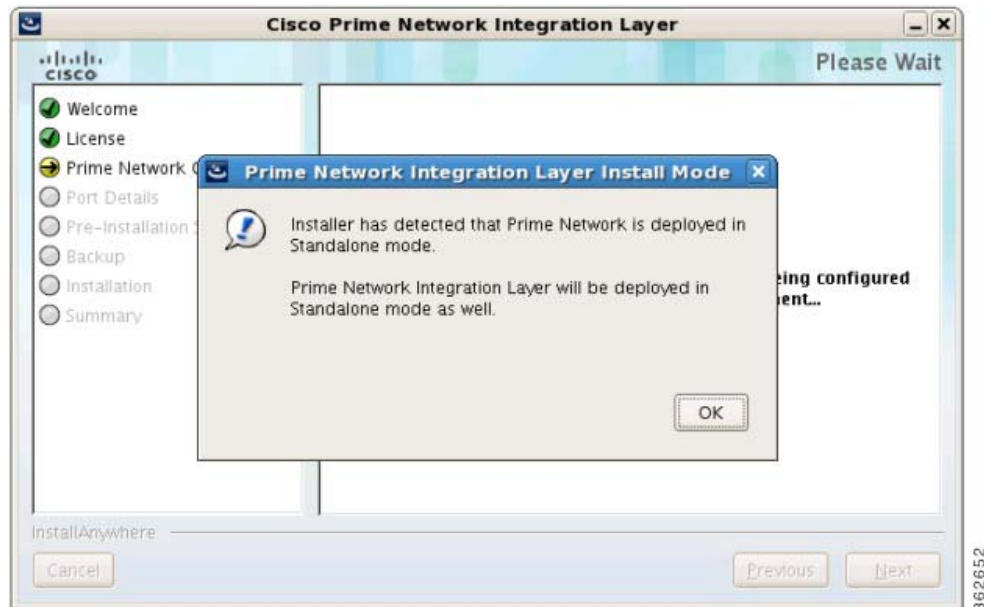 Cisco Prime Network Integration Layer
CISCO
Please Wait
Welcome
License
Prime Network
Port Details
Pre-Installation
Backup
Installation
Summary
Prime Network Integration Layer Install Mode
Installer has detected that Prime Network is deployed in
Standalone mode.
Prime Network Integration Layer will be deployed in
Standalone mode as well.
OK
configured
InstallAnywhere
Cancel
Previous
Next
362652